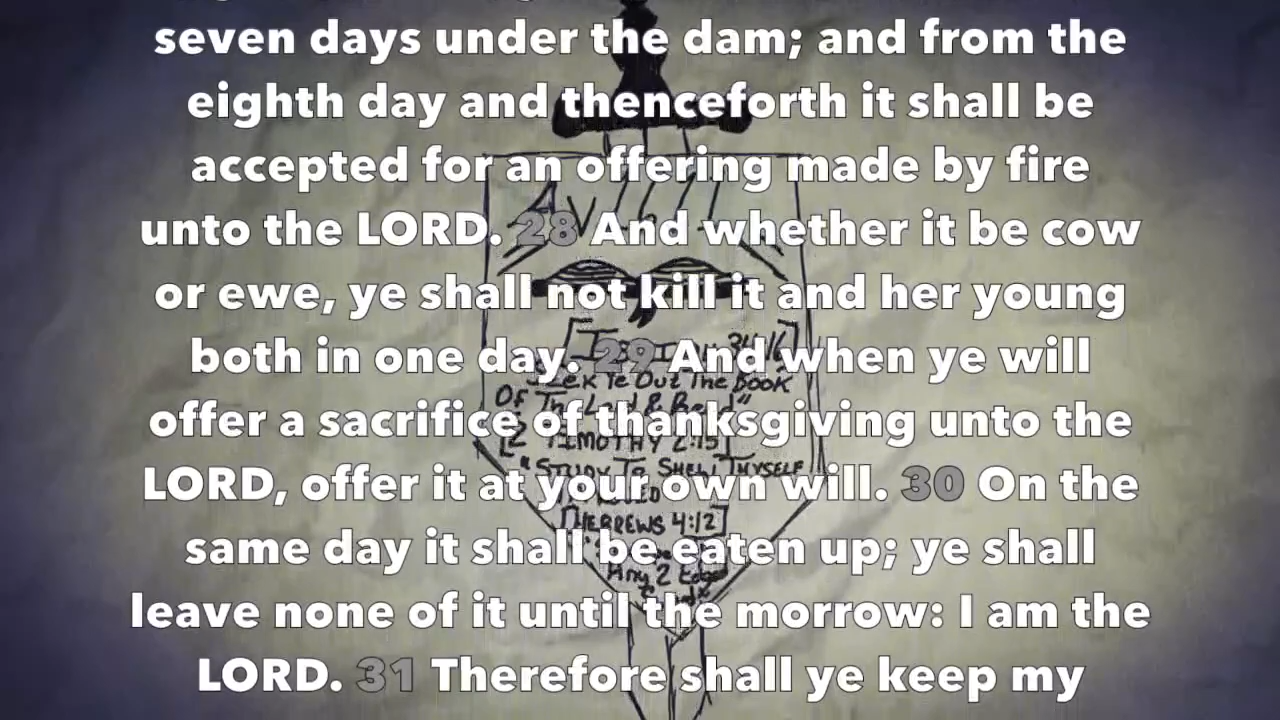 seven days under the dam; and from the
eighth day and thenceforth it shall be
accepted for an offering made by fire
unto the LORD. 28 And whether it be cow
or ewe, ye shall not kill it and her young
both in one day. 29 And when ye will
offer a sacrifice of thanksgiving unto the
LORD, offer it at your own will. 30 On the
same day it shall be eaten up; ye shall
leave none of it until the morrow: I am the
LORD. 31 Therefore shall ye keep my
34:16]
Ye Out The Book
Of The Lord & Read"
[2 TIMOTHY 2:15]
"STUDY To SHEW THYSELF
[HEBREWS 4:12]
Any 2 Edged